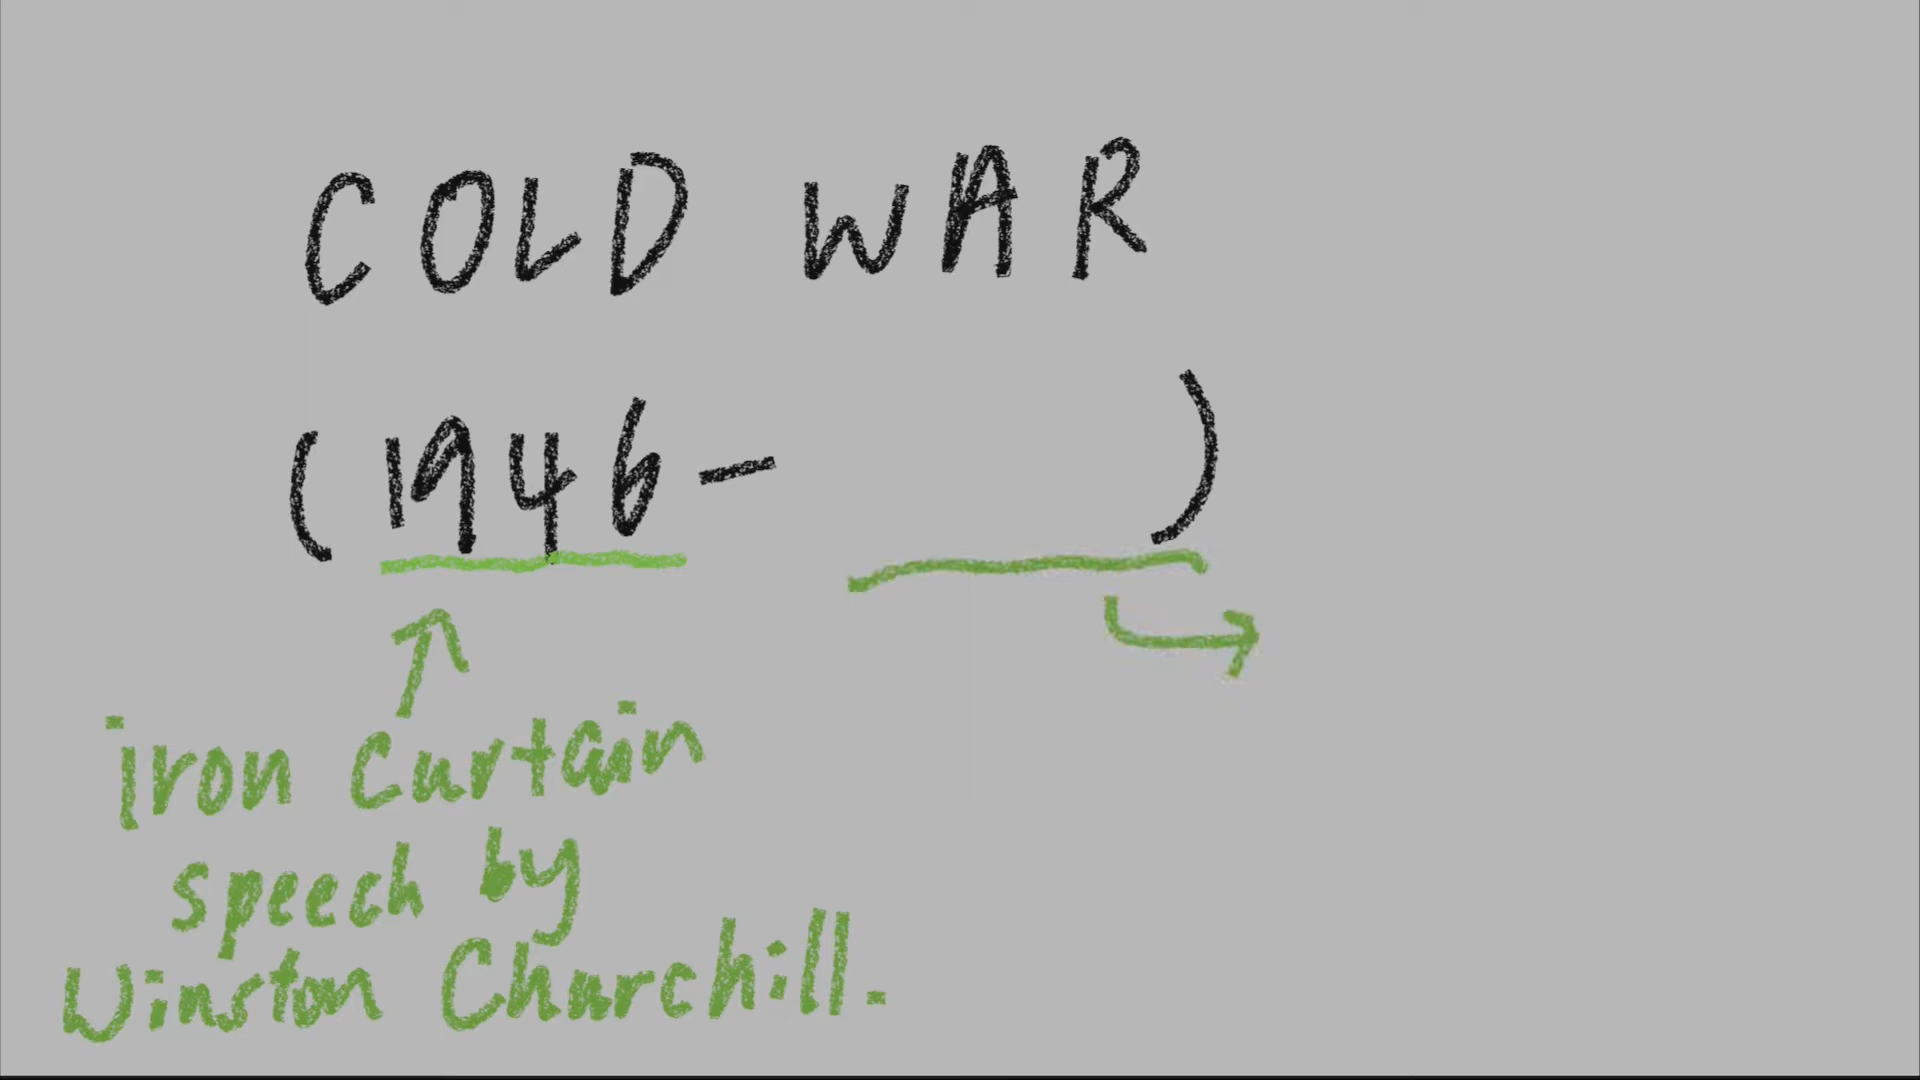 COLD WAR
(1946- )
iron Curtain
speech by
Winston Churchill.